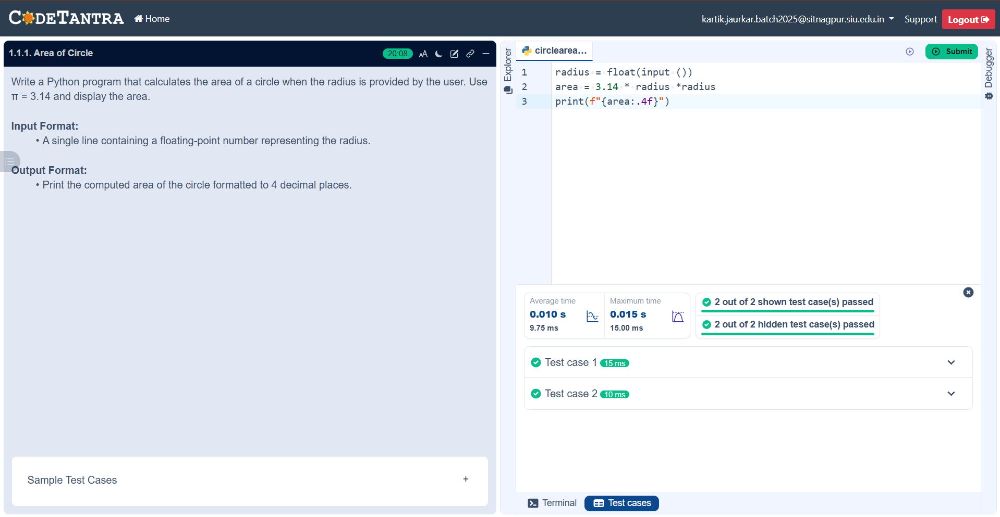 CODETANTRA Home kartik.jaurkar.batch2025@sitnagpur.siu.edu.in Support Logout
1.1.1. Area of Circle 20:08 AA
Write a Python program that calculates the area of a circle when the radius is provided by the user. Use
π = 3.14 and display the area.
Input Format:
• A single line containing a floating-point number representing the radius.
Output Format:
• Print the computed area of the circle formatted to 4 decimal places.
Sample Test Cases +
Explorer
circlearea...
Submit
Debugger
1 radius = float(input ())
2 area = 3.14 * radius *radius
3 print(f"{area:.4f}")
Average time
0.010 s
9.75 ms
Maximum time
0.015 s
15.00 ms
2 out of 2 shown test case(s) passed
2 out of 2 hidden test case(s) passed
Test case 1 15 ms
Test case 2 10 ms
Terminal Test cases